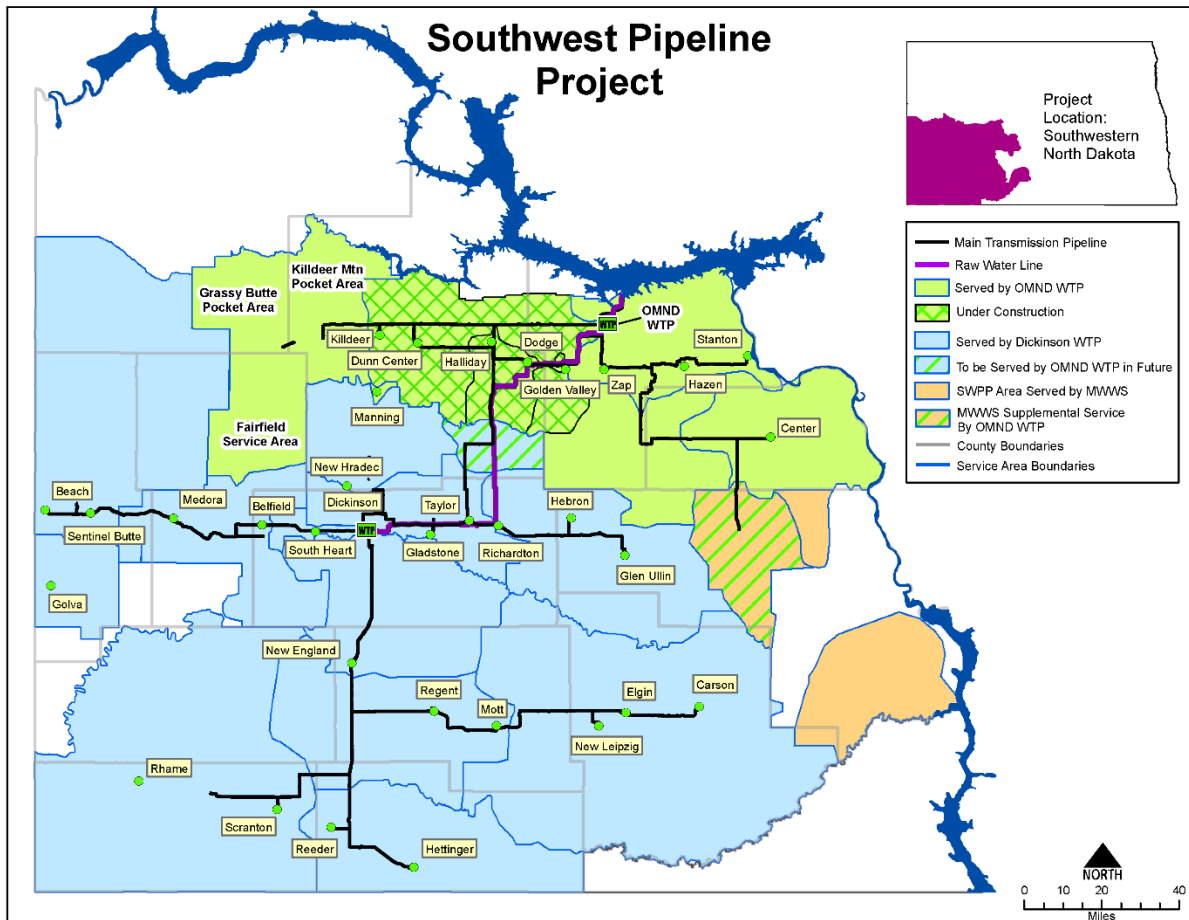 Southwest Pipeline
Project
Project
Location:
Southwestern
North Dakota
Main Transmission Pipeline
Raw Water Line
Served by OMND WTP
Under Construction
Served by Dickinson WTP
To be Served by OMND WTP in Future
SWPP Area Served by MWWS
MWWS Supplemental Service
By OMND WTP
County Boundaries
Service Area Boundaries
Killdeer Mtn
Pocket Area
Grassy Butte
Pocket Area
OMND
WTP
WTP
Killdeer
Dunn Center
Halliday
Dodge
Golden Valley
Zap
Hazen
Stanton
Manning
Fairfield
Service Area
Center
New Hradec
Beach
Sentinel Butte
Medora
Belfield
South Heart
Dickinson
WTP
Taylor
Gladstone
Richardton
Hebron
Glen Ullin
Golva
New England
Regent
Mott
Elgin
Carson
New Leipzig
Rhame
Scranton
Reeder
Hettinger
NORTH
0 10 20 40
Miles